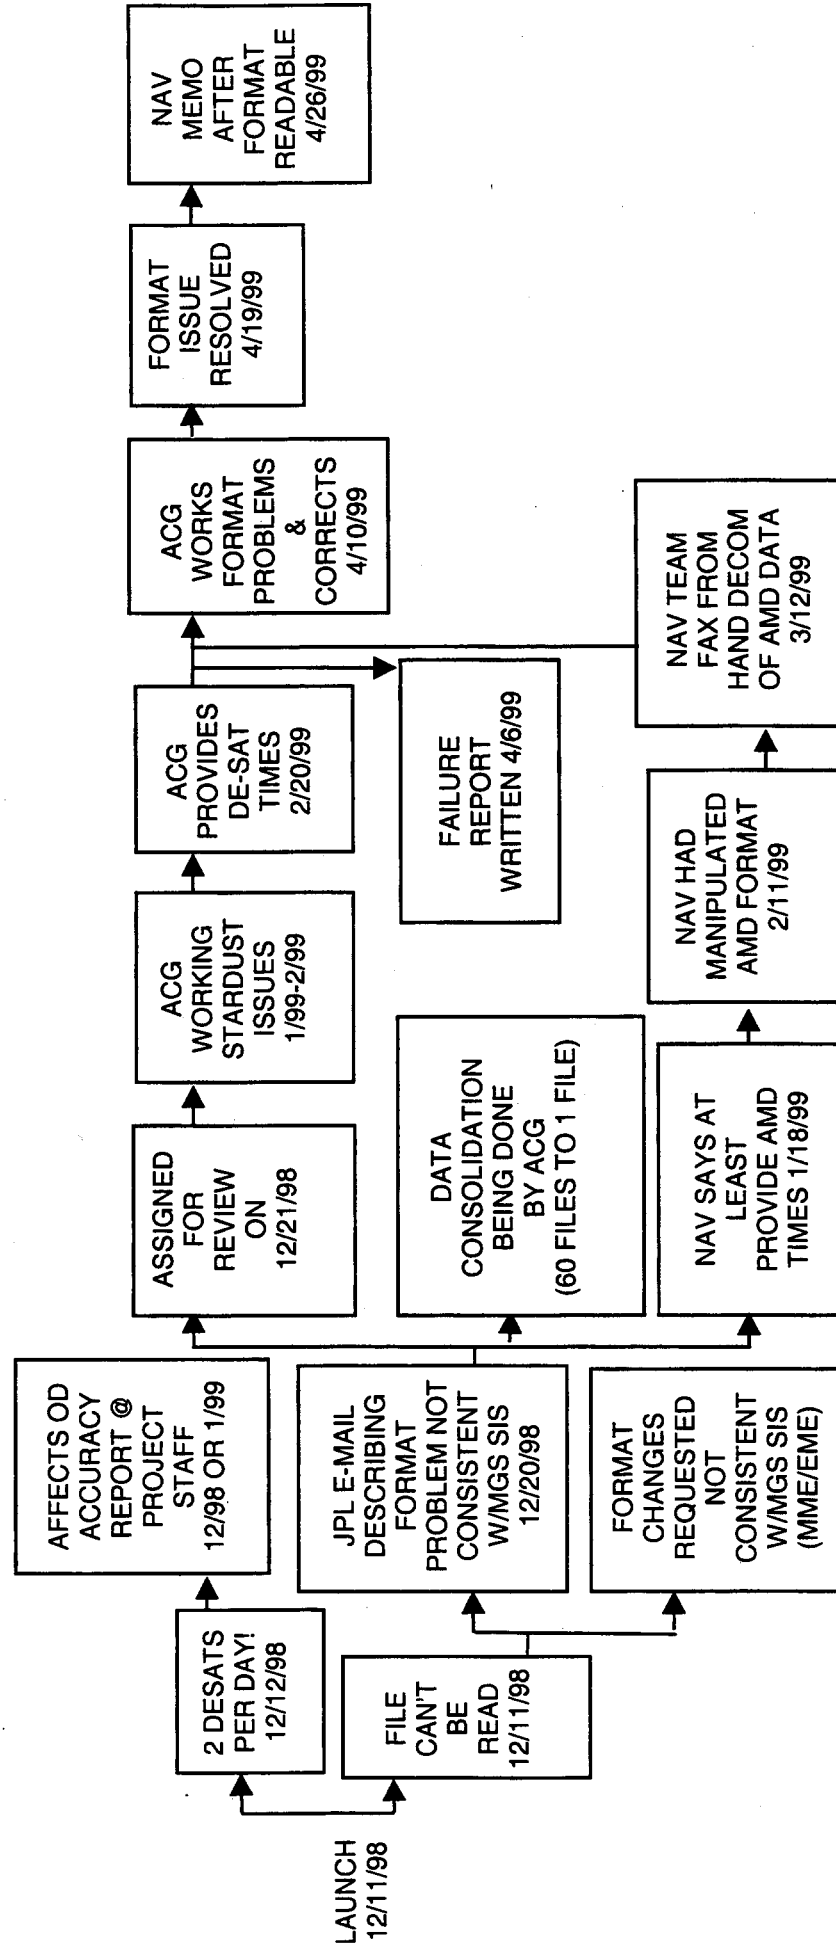 LAUNCH
12/11/98
2 DESATS
PER DAY!
12/12/98
AFFECTS OD
ACCURACY
REPORT @
PROJECT
STAFF
12/98 OR 1/99
FILE
CAN'T
BE
READ
12/11/98
JPL E-MAIL
DESCRIBING
FORMAT
PROBLEM NOT
CONSISTENT
W/MGS SIS
12/20/98
FORMAT
CHANGES
REQUESTED
NOT
CONSISTENT
W/MGS SIS
(MME/EME)
ASSIGNED
FOR
REVIEW
ON
12/21/98
DATA
CONSOLIDATION
BEING DONE
BY ACG
(60 FILES TO 1 FILE)
NAV SAYS AT
LEAST
PROVIDE AMD
TIMES 1/18/99
ACG
WORKING
STARDUST
ISSUES
1/99-2/99
ACG
PROVIDES
DE-SAT
TIMES
2/20/99
FAILURE
REPORT
WRITTEN 4/6/99
NAV HAD
MANIPULATED
AMD FORMAT
2/11/99
NAV TEAM
FAX FROM
HAND DECOM
OF AMD DATA
3/12/99
ACG
WORKS
FORMAT
PROBLEMS
&
CORRECTS
4/10/99
FORMAT
ISSUE
RESOLVED
4/19/99
NAV
MEMO
AFTER
FORMAT
READABLE
4/26/99